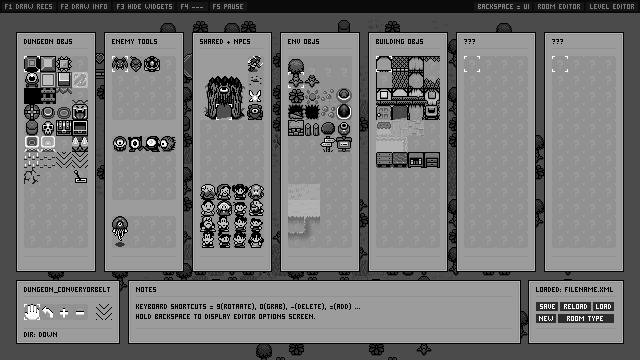 F1 DRAW RECS F2 DRAW INFO F3 HIDE WIDGETS F4 --- F5 PAUSE BACKSPACE = UI ROOM EDITOR LEVEL EDITOR
DUNGEON OBJS ENEMY TOOLS SHARED + NPCS ENV OBJS BUILDING OBJS ??? ???
DUNGEON_CONVERYORBELT
DIR: DOWN
NOTES
KEYBOARD SHORTCUTS = 9(ROTATE), 0(GRAB), -(DELETE), =(ADD) ...
HOLD BACKSPACE TO DISPLAY EDITOR OPTIONS SCREEN.
LOADED: FILENAME.XML
SAVE RELOAD LOAD
NEW ROOM TYPE